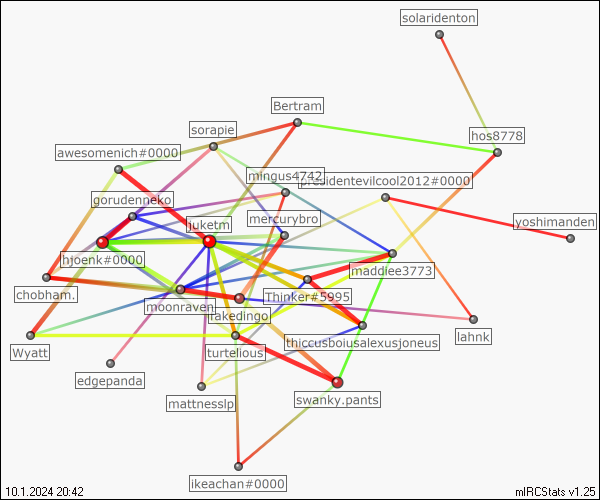 solaridenton
Bertram
sorapie
hos8778
awesomenich#0000
mingus4742
presidentevilcool2012#0000
gorudenneko
juketm
mercurybro
yoshimanden
hjoenk#0000
maddiee3773
chobham.
moonraven
Thinker#5995
rakedingo
lahnk
Wyatt
turtelious
thiccuspoiusalexusjoneus
edgepanda
mattnesslp
swanky.pants
ikeachan#0000
10.1.2024 20:42
mIRCStats v1.25